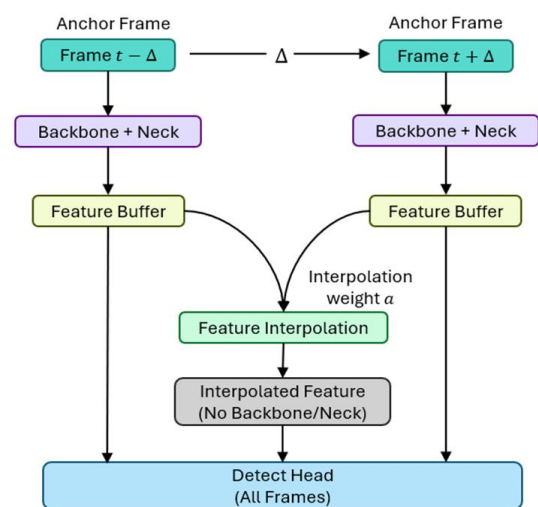 Anchor Frame
Anchor Frame
Frame t − Δ
Δ
Frame t + Δ
Backbone + Neck
Backbone + Neck
Feature Buffer
Feature Buffer
Interpolation
weight a
Feature Interpolation
Interpolated Feature
(No Backbone/Neck)
Detect Head
(All Frames)